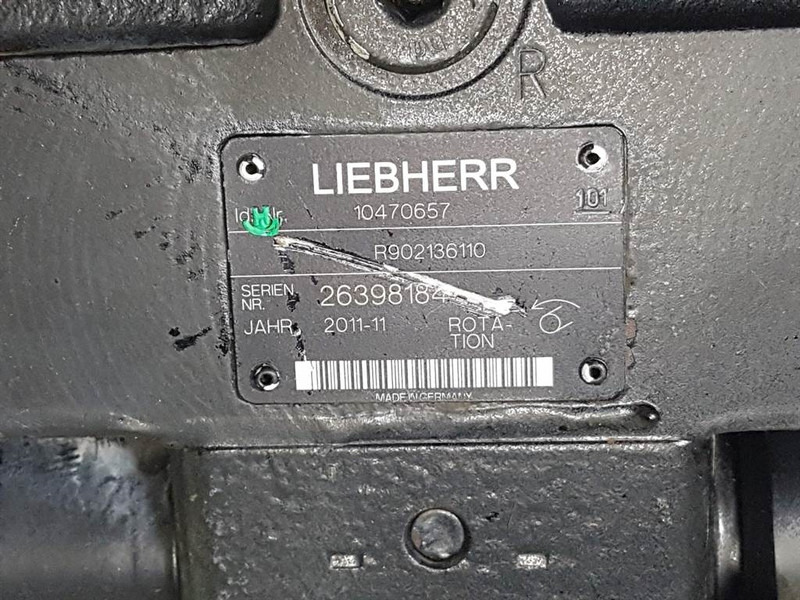 R
LIEBHERR
Id. Nr. 10470657 101
R902136110
SERIEN NR. 26398184
JAHR 2011-11 ROTA-TION
MADE IN GERMANY